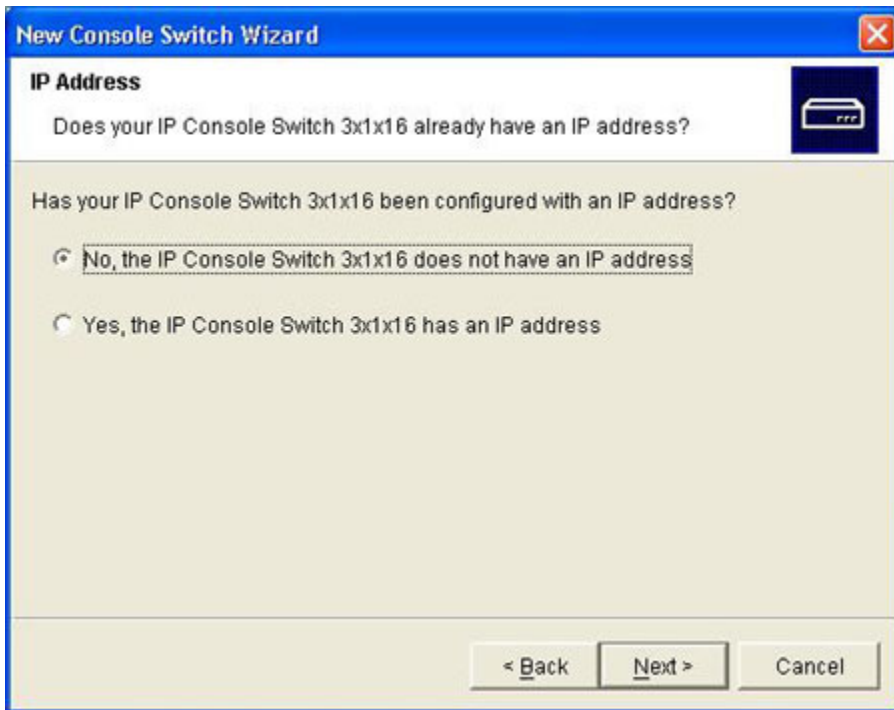 New Console Switch Wizard
IP Address
Does your IP Console Switch 3x1x16 already have an IP address?
Has your IP Console Switch 3x1x16 been configured with an IP address?
No, the IP Console Switch 3x1x16 does not have an IP address
Yes, the IP Console Switch 3x1x16 has an IP address
< Back Next > Cancel